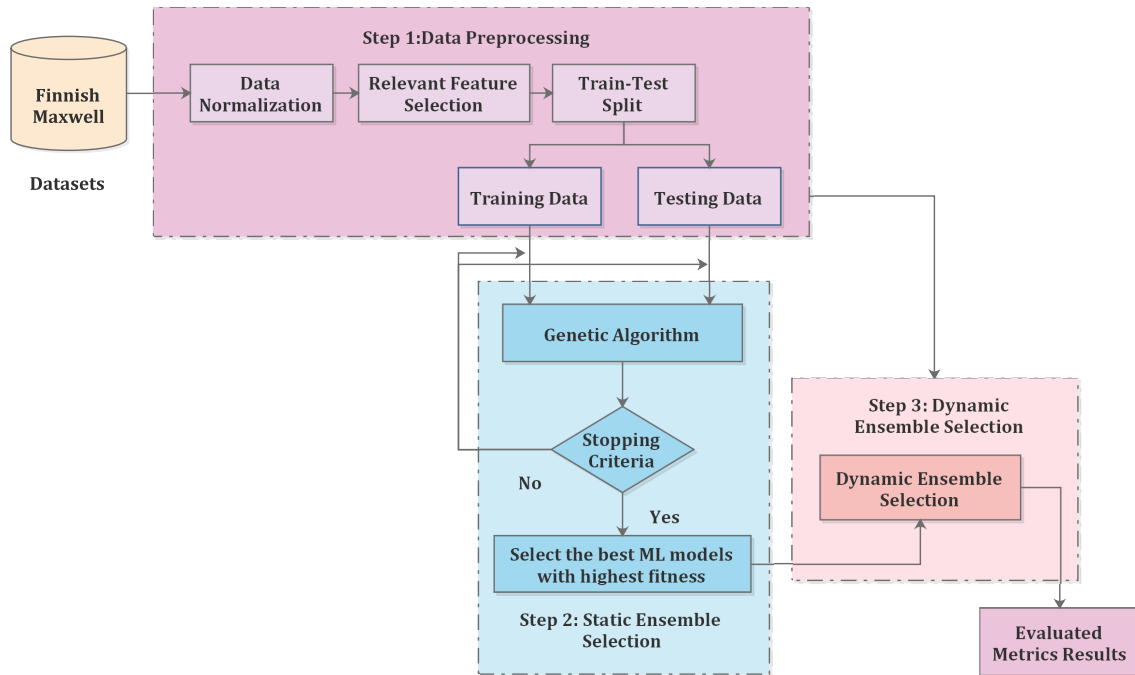 Step 1:Data Preprocessing
Finnish
Maxwell
Datasets
Data
Normalization
Relevant Feature
Selection
Train-Test
Split
Training Data
Testing Data
Genetic Algorithm
Stopping
Criteria
No
Yes
Select the best ML models
with highest fitness
Step 2: Static Ensemble
Selection
Step 3: Dynamic
Ensemble Selection
Dynamic Ensemble
Selection
Evaluated
Metrics Results